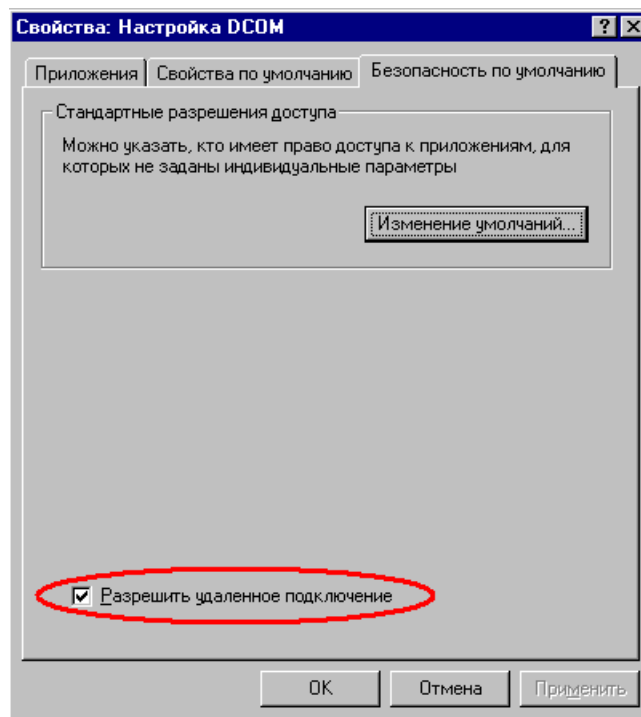 Свойства: Настройка DCOM
Приложения
Свойства по умолчанию
Безопасность по умолчанию
Стандартные разрешения доступа
Можно указать, кто имеет право доступа к приложениям, для
которых не заданы индивидуальные параметры
Изменение умолчаний...
Разрешить удаленное подключение
OK
Отмена
Применить